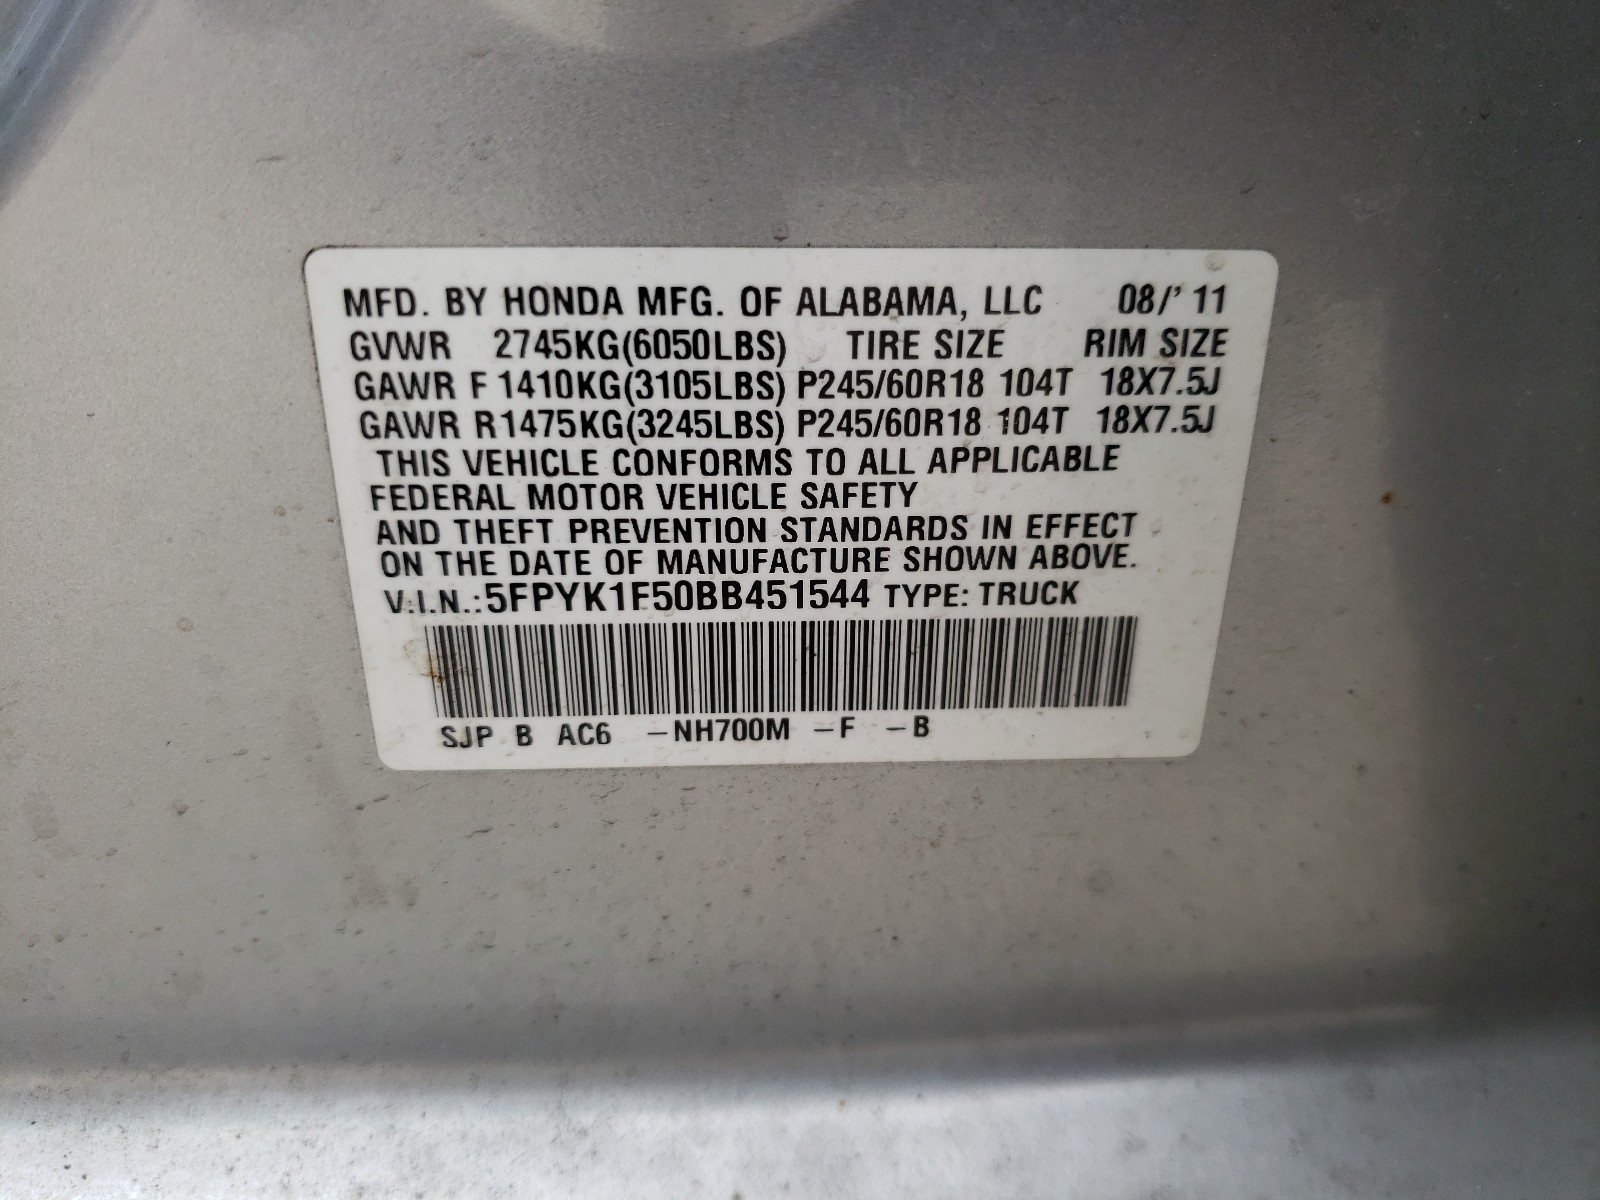 MFD. BY HONDA MFG. OF ALABAMA, LLC 08/' 11
GVWR 2745KG(6050LBS) TIRE SIZE RIM SIZE
GAWR F 1410KG(3105LBS) P245/60R18 104T 18X7.5J
GAWR R 1475KG(3245LBS) P245/60R18 104T 18X7.5J
THIS VEHICLE CONFORMS TO ALL APPLICABLE
FEDERAL MOTOR VEHICLE SAFETY
AND THEFT PREVENTION STANDARDS IN EFFECT
ON THE DATE OF MANUFACTURE SHOWN ABOVE.
V.I.N.: 5FPYK1F50BB451544 TYPE: TRUCK
SJP B AC6 -NH700M -F -B